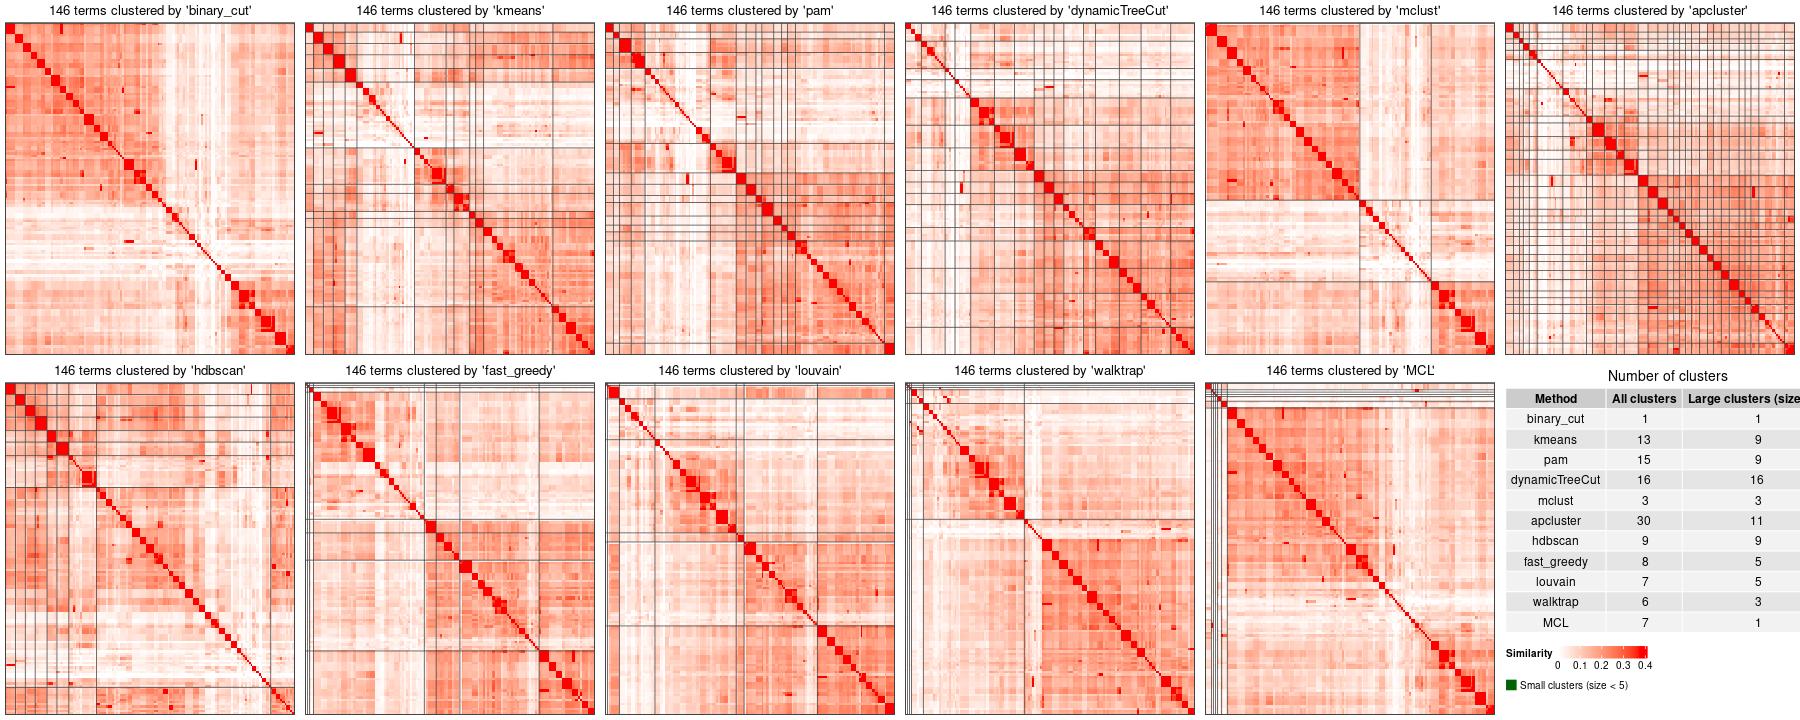 146 terms clustered by 'binary_cut'
146 terms clustered by 'kmeans'
146 terms clustered by 'pam'
146 terms clustered by 'dynamicTreeCut'
146 terms clustered by 'mclust'
146 terms clustered by 'apcluster'
146 terms clustered by 'hdbscan'
146 terms clustered by 'fast_greedy'
146 terms clustered by 'louvain'
146 terms clustered by 'walktrap'
146 terms clustered by 'MCL'
Number of clusters
Method All clusters Large clusters (size
binary_cut 1 1
kmeans 13 9
pam 15 9
dynamicTreeCut 16 16
mclust 3 3
apcluster 30 11
hdbscan 9 9
fast_greedy 8 5
louvain 7 5
walktrap 6 3
MCL 7 1
Similarity
0 0.1 0.2 0.3 0.4
Small clusters (size < 5)